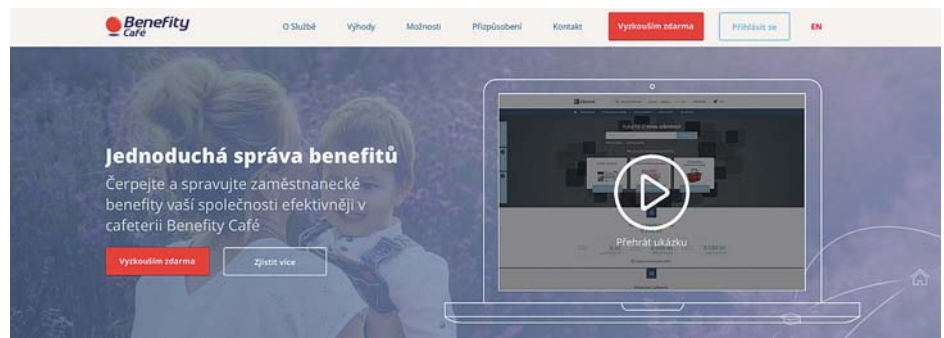 Benefity
Café
O Službě
Výhody
Možnosti
Přizpůsobení
Kontakt
Vyzkouším zdarma
Přihlásit se
EN
Jednoduchá správa benefitů
Čerpejte a spravujte zaměstnanecké
benefity vaší společnosti efektivněji v
cafeterii Benefity Café
Vyzkouším zdarma
Zjistit více
Přehrát ukázku